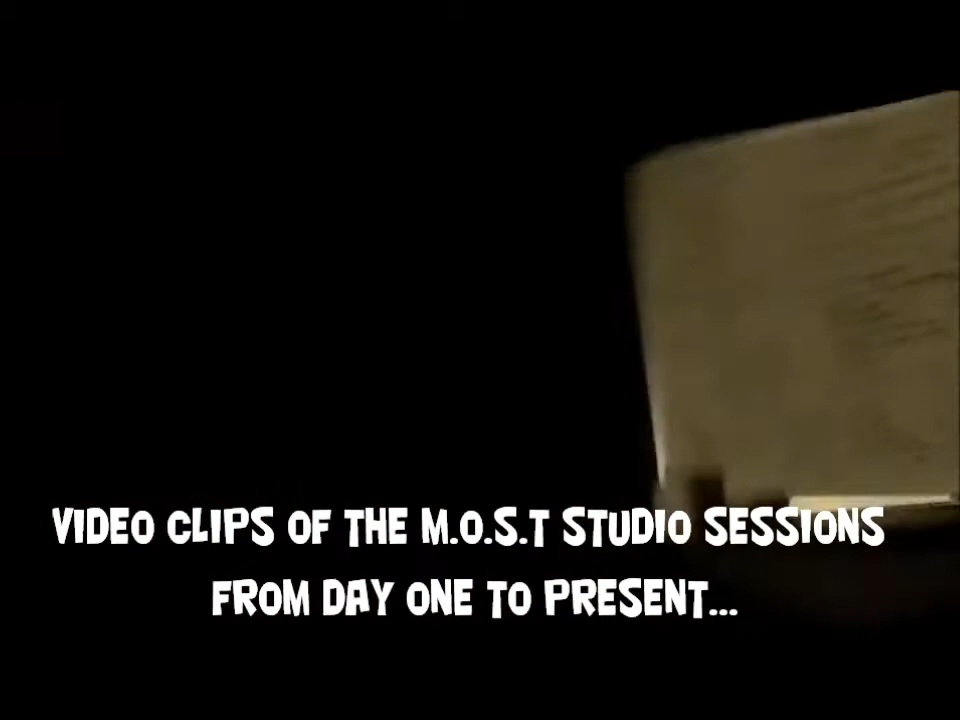 VIDEO CLIPS OF THE M.O.S.T STUDIO SESSIONS
FROM DAY ONE TO PRESENT...